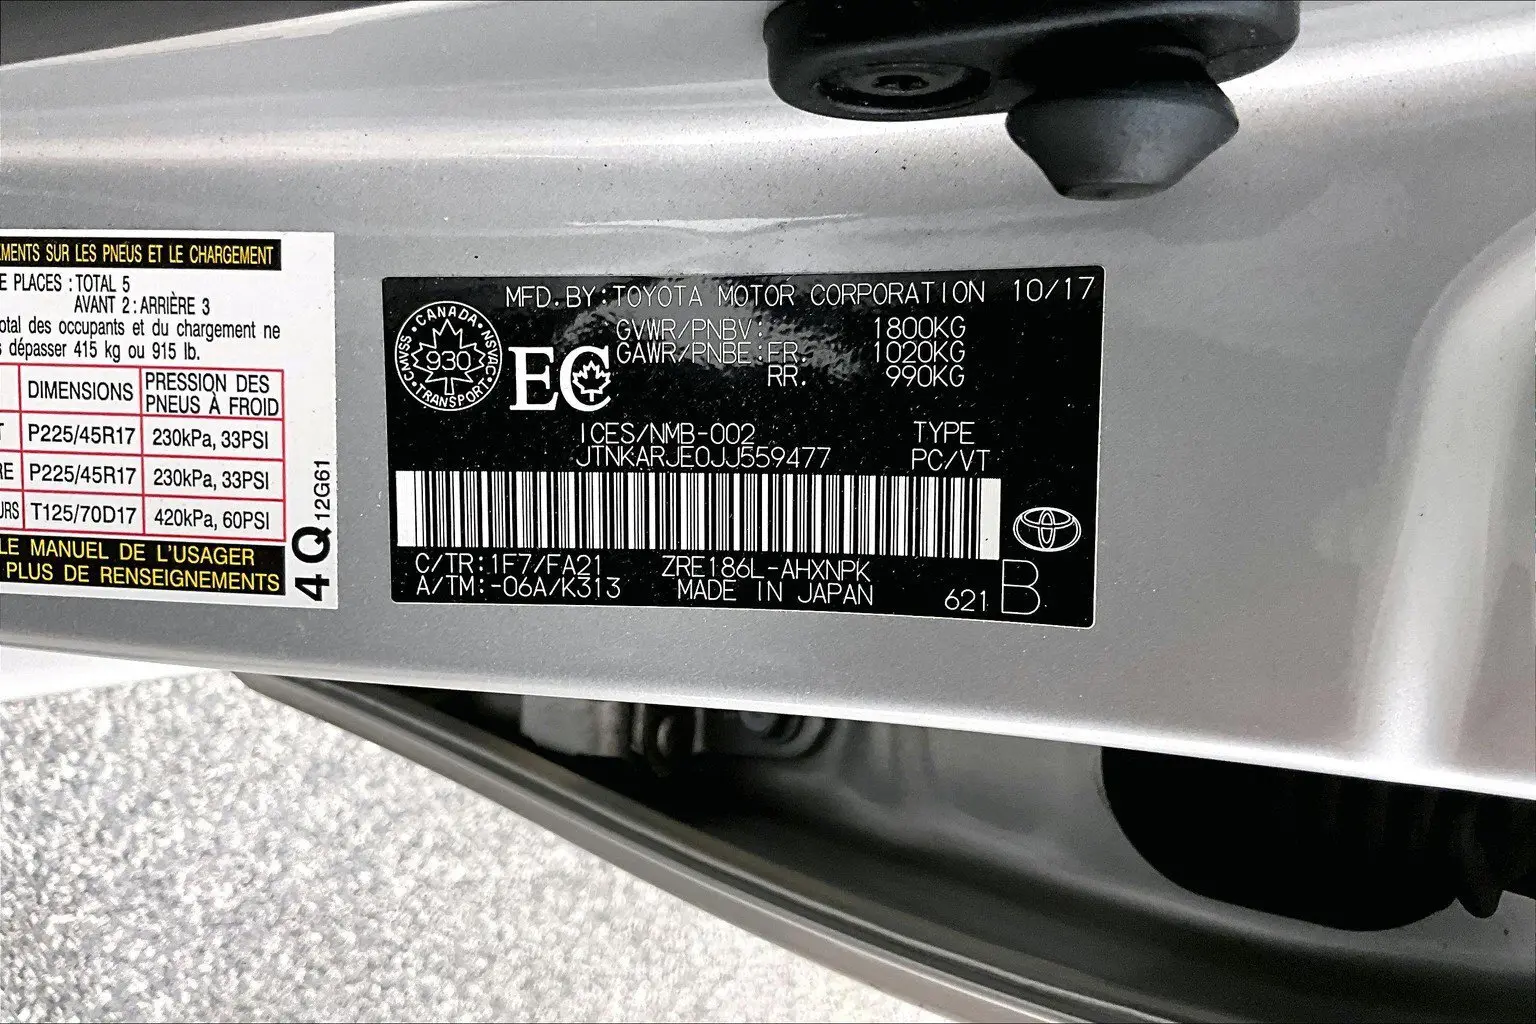 MENTS SUR LES PNEUS ET LE CHARGEMENT
E PLACES : TOTAL 5
AVANT 2 : ARRIÈRE 3
otal des occupants et du chargement ne
s dépasser 415 kg ou 915 lb.
DIMENSIONS
PRESSION DES PNEUS À FROID
T P225/45R17 230kPa, 33PSI
RE P225/45R17 230kPa, 33PSI
URS T125/70D17 420kPa, 60PSI
LE MANUEL DE L'USAGER
PLUS DE RENSEIGNEMENTS
4Q 12G61
MFD. BY: TOYOTA MOTOR CORPORATION 10/17
GVWR/PNBV: 1800KG
GAWR/PNBE: FR. 1020KG
RR. 990KG
CANADA
NSVAC
TRANSPORT
CMVSS
930
EC
ICES/NMB-002 TYPE
JTNKARJE0JJ559477 PC/VT
C/TR: 1F7/FA21 ZRE186L-AHXNPK
A/TM: -06A/K313 MADE IN JAPAN 621 B